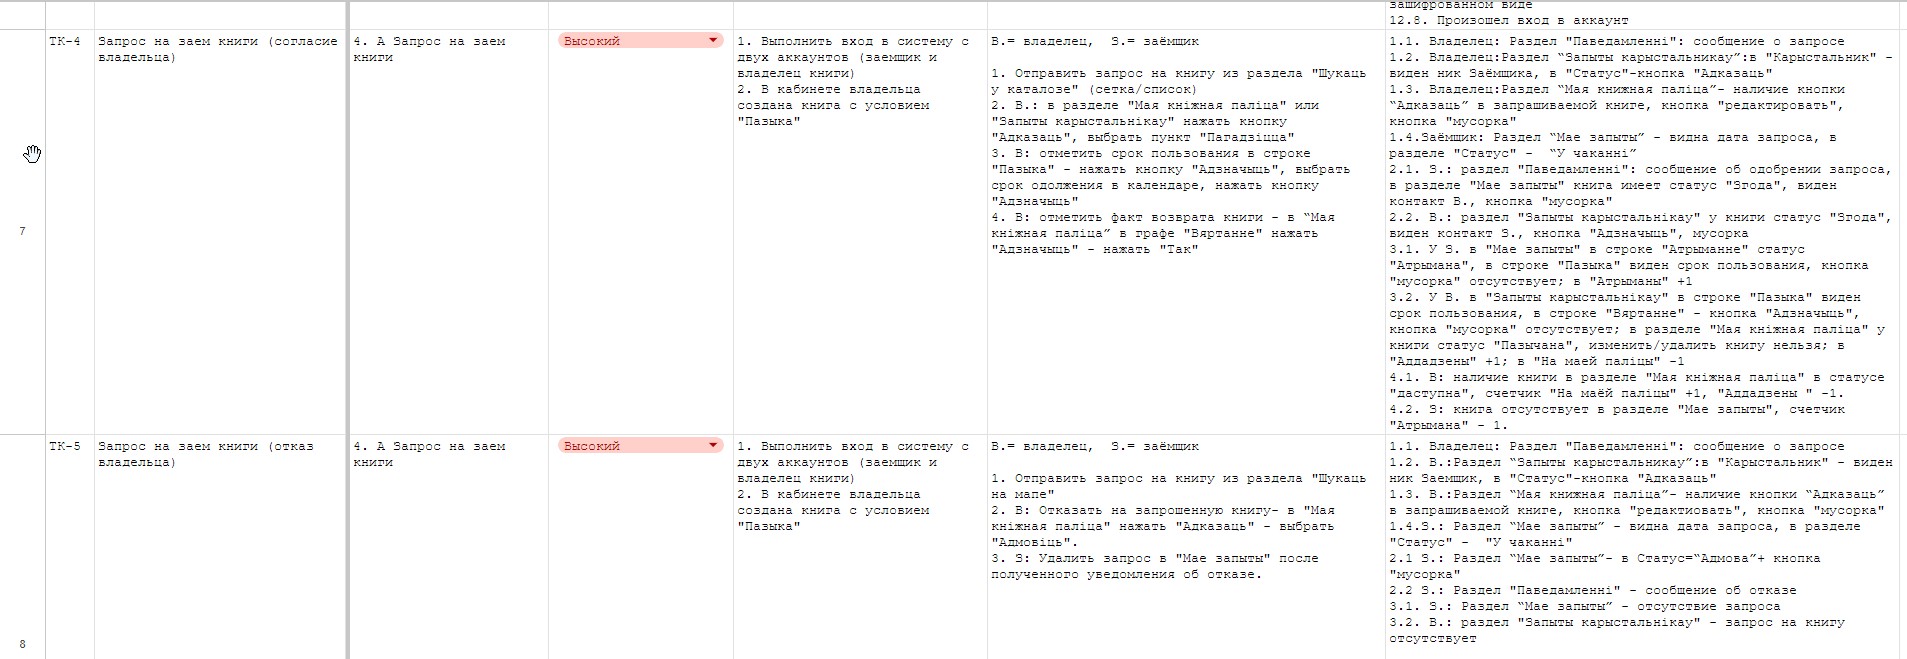 зашифрованном виде
12.8. Произошел вход в аккаунт
7
ТК-4
Запрос на заем книги (согласие
владельца)
4. А Запрос на заем
книги
Высокий
1. Выполнить вход в систему с
двух аккаунтов (заемщик и
владелец книги)
2. В кабинете владельца
создана книга с условием
"Пазыка"
В.= владелец,  S.= заёмщик
1. Отправить запрос на книгу из раздела "Шукаць
у каталозе" (сетка/список)
2. В.: в разделе "Мая кніжная паліца" или
"Запыты карыстальнікау" нажать кнопку
"Адказаць", выбрать пункт "Пагадзіцца"
3. В: отметить срок пользования в строке
"Пазыка" - нажать кнопку "Адзначыць", выбрать
срок одолжения в календаре, нажать кнопку
"Адзначыць"
4. В: отметить факт возврата книги - в “Мая
кніжная паліца” в графе "Вяртанне" нажать
"Адзначыць" - нажать "Так"
1.1. Владелец: Раздел "Паведамленні": сообщение о запросе
1.2. Владелец:Раздел “Запыты карыстальникау”:в "Карыстальник" -
виден ник Заёмщика, в "Статус"-кнопка "Адказаць"
1.3. Владелец:Раздел “Мая книжная паліца”- наличие кнопки
“Адказаць” в запрашиваемой книге, кнопка "редактировать",
кнопка "мусорка"
1.4.Заёмщик: Раздел “Мае запыты” - видна дата запроса, в
разделе "Статус" -  “У чаканні”
2.1. S.: раздел "Паведамленні": сообщение об одобрении запроса,
в разделе "Мае запыты" книга имеет статус "Згода", виден
контакт В., кнопка "мусорка"
2.2. В.: раздел "Запыты карыстальнікау" у книги статус "Згода",
виден контакт S., кнопка "Адзначыць", мусорка
3.1. У S. в "Мае запыты" в строке "Атрыманне" статус
"Атрымана", в строке "Пазыка" виден срок пользования, кнопка
"мусорка" отсутствует; в "Атрыманы" +1
3.2. У В. в "Запыты карыстальнікау" в строке "Пазыка" виден
срок пользования, в строке "Вяртанне" - кнопка "Адзначыць",
кнопка "мусорка" отсутствует; в разделе "Мая кніжная паліца" у
книги статус "Пазычана", изменить/удалить книгу нельзя; в
"Аддадзены" +1; в "На маей паліцы" -1
4.1. В: наличие книги в разделе "Мая кніжная паліца" в статусе
"даступна", счетчик "На маёй паліцы" +1, "Аддадзены " -1.
4.2. S: книга отсутствует в разделе "Мае запыты", счетчик
"Атрымана" - 1.
8
ТК-5
Запрос на заем книги (отказ
владельца)
4. А Запрос на заем
книги
Высокий
1. Выполнить вход в систему с
двух аккаунтов (заемщик и
владелец книги)
2. В кабинете владельца
создана книга с условием
"Пазыка"
В.= владелец,  S.= заёмщик
1. Отправить запрос на книгу из раздела "Шукаць
на мапе"
2. В: Отказать на запрошенную книгу- в "Мая
кніжная паліца" нажать "Адказаць" - выбрать
"Адмовіць".
3. S: Удалить запрос в "Мае запыты" после
полученного уведомления об отказе.
1.1. Владелец: Раздел "Паведамленні": сообщение о запросе
1.2. В.:Раздел “Запыты карыстальникау”:в "Карыстальник" - виден
ник Заемщик, в "Статус"-кнопка "Адказаць"
1.3. В.:Раздел “Мая книжная паліца”- наличие кнопки “Адказаць”
в запрашиваемой книге, кнопка "редактиовать", кнопка "мусорка"
1.4.S.: Раздел “Мае запыты” - видна дата запроса, в разделе
"Статус" -  "У чаканні"
2.1 S.: Раздел “Мае запыты”- в Статус=“Адмова”+ кнопка
"мусорка"
2.2 S.: Раздел "Паведамленні" - сообщение об отказе
3.1. S.: Раздел “Мае запыты” - отсутствие запроса
3.2. В.: раздел "Запыты карыстальнікау" - запрос на книгу
отсутствует